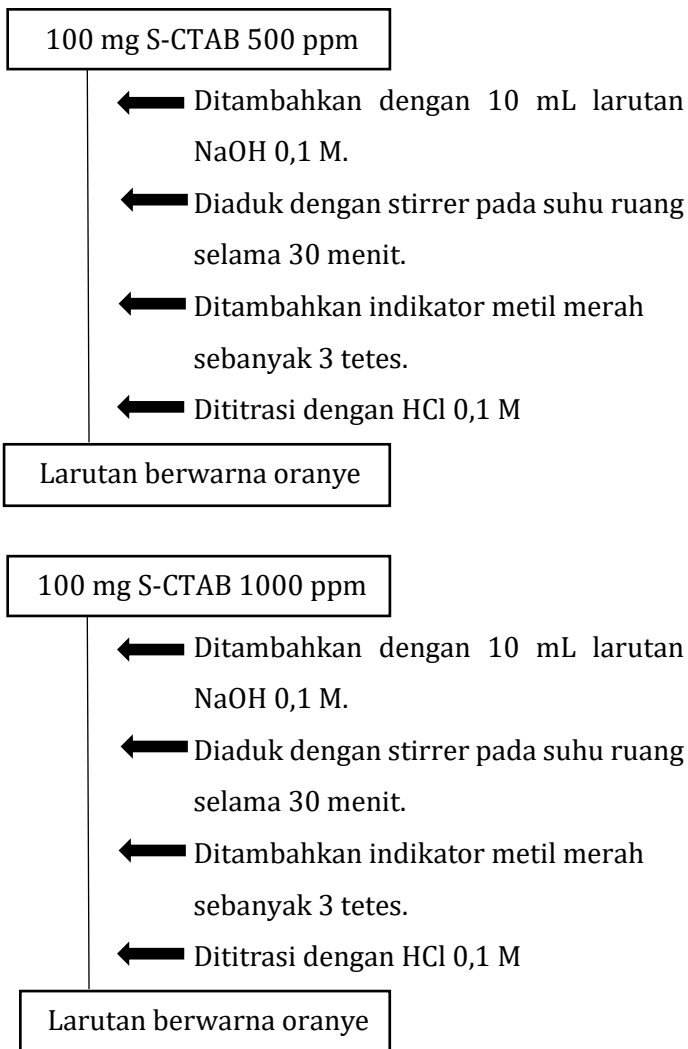 100 mg S-CTAB 500 ppm
Ditambahkan dengan 10 mL larutan
NaOH 0,1 M.
Diaduk dengan stirrer pada suhu ruang
selama 30 menit.
Ditambahkan indikator metil merah
sebanyak 3 tetes.
Dititrasi dengan HCl 0,1 M
Larutan berwarna oranye
100 mg S-CTAB 1000 ppm
Ditambahkan dengan 10 mL larutan
NaOH 0,1 M.
Diaduk dengan stirrer pada suhu ruang
selama 30 menit.
Ditambahkan indikator metil merah
sebanyak 3 tetes.
Dititrasi dengan HCl 0,1 M
Larutan berwarna oranye